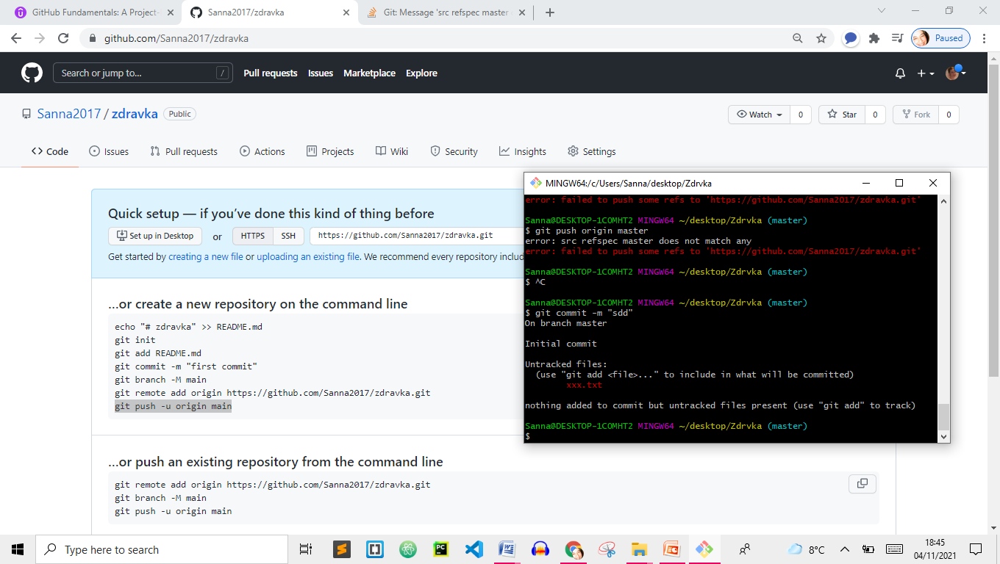 GitHub Fundamentals: A Project-
Sanna2017/zdravka
Git: Message 'src refspec master
github.com/Sanna2017/zdravka
Paused
Search or jump to...
/
Pull requests
Issues
Marketplace
Explore
Sanna2017 / zdravka
Public
Watch
0
Star
0
Fork
0
Code
Issues
Pull requests
Actions
Projects
Wiki
Security
Insights
Settings
Quick setup — if you've done this kind of thing before
Set up in Desktop
or
HTTPS
SSH
https://github.com/Sanna2017/zdravka.git
Get started by creating a new file or uploading an existing file. We recommend every repository
…or create a new repository on the command line
echo "# zdravka" >> README.md
git init
git add README.md
git commit -m "first commit"
git branch -M main
git remote add origin https://github.com/Sanna2017/zdravka.git
git push -u origin main
…or push an existing repository from the command line
git remote add origin https://github.com/Sanna2017/zdravka.git
git branch -M main
git push -u origin main
MINGW64:/c/Users/Sanna/desktop/Zdrvka
error: failed to push some refs to 'https://github.com/Sanna2017/zdravka.git'
Sanna@DESKTOP-1COMHT2 MINGW64 ~/desktop/Zdrvka (master)
$ git push origin master
error: src refspec master does not match any
error: failed to push some refs to 'https://github.com/Sanna2017/zdravka.git'
Sanna@DESKTOP-1COMHT2 MINGW64 ~/desktop/Zdrvka (master)
$ ^C
Sanna@DESKTOP-1COMHT2 MINGW64 ~/desktop/Zdrvka (master)
$ git commit -m "sdd"
On branch master
Initial commit
Untracked files:
(use "git add <file>..." to include in what will be committed)
xxx.txt
nothing added to commit but untracked files present (use "git add" to track)
Sanna@DESKTOP-1COMHT2 MINGW64 ~/desktop/Zdrvka (master)
$
Type here to search
8°C
18:45
04/11/2021